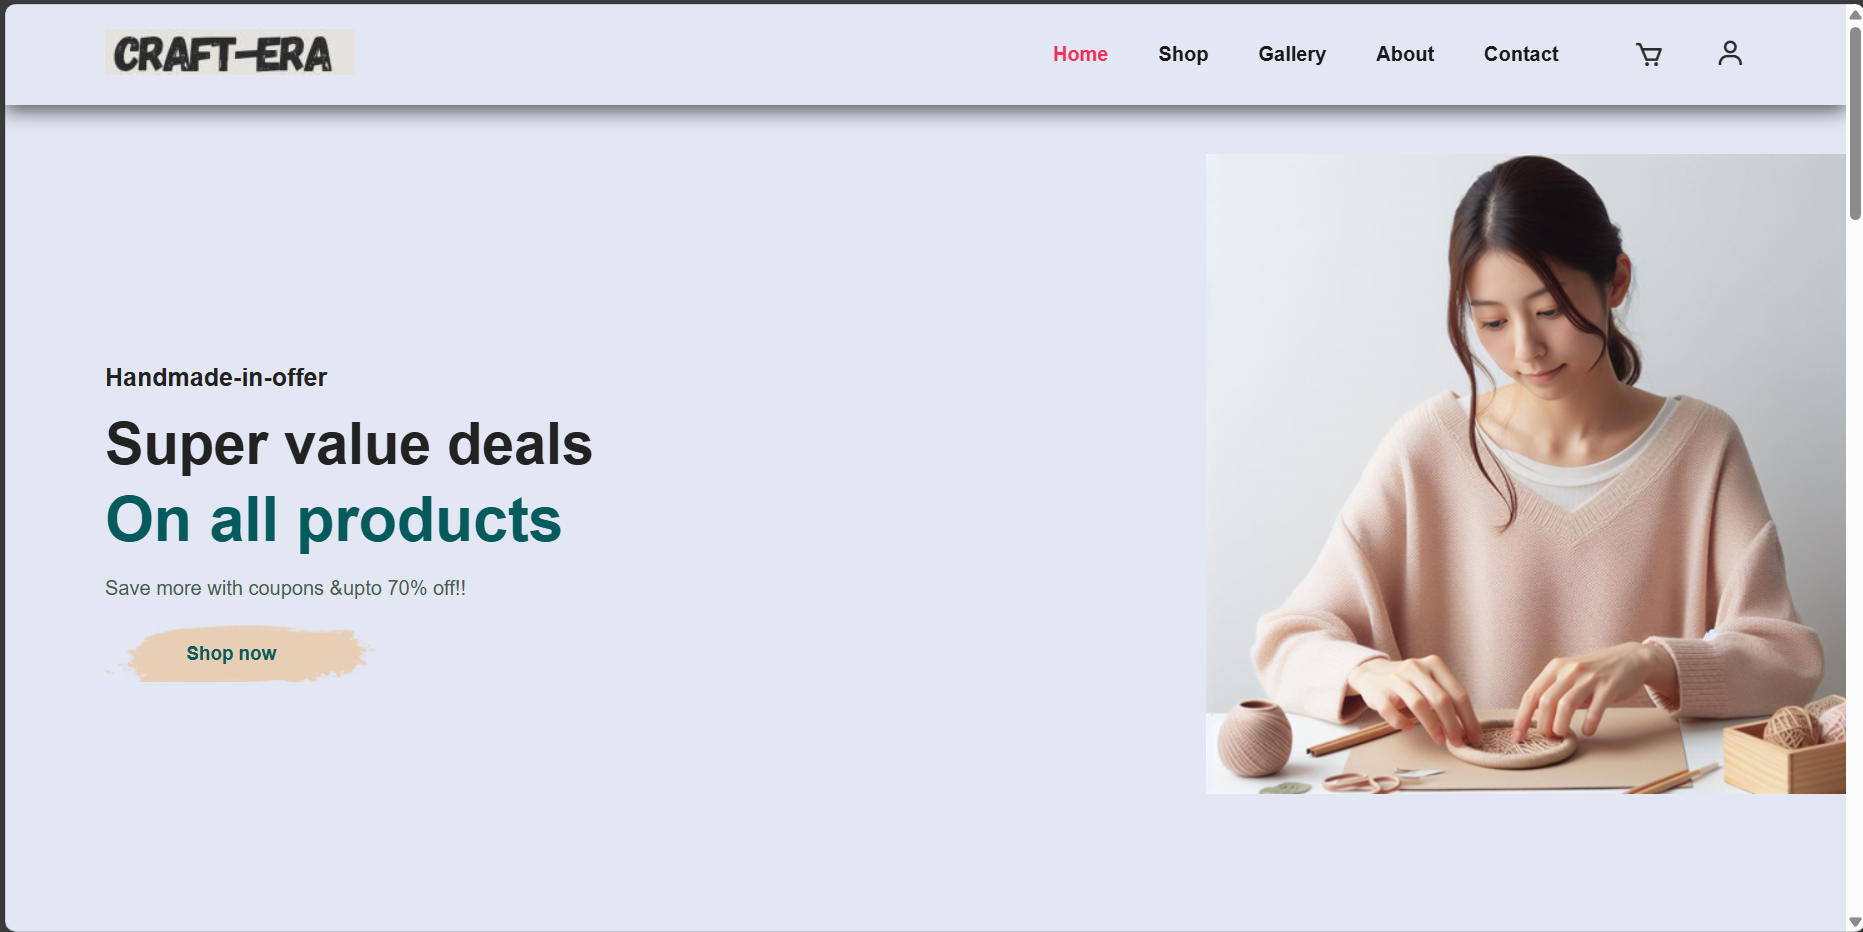 CRAFT-ERA
Home Shop Gallery About Contact
Handmade-in-offer
Super value deals
On all products
Save more with coupons &upto 70% off!!
Shop now